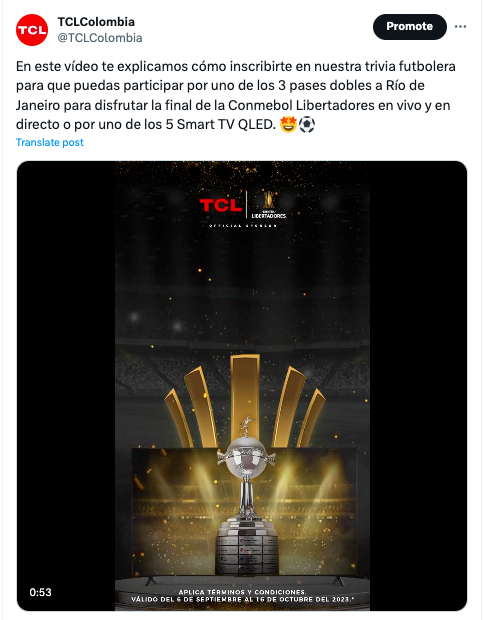 TCL
TCLColombia
@TCLColombia
Promote
En este vídeo te explicamos cómo inscribirte en nuestra trivia futbolera
para que puedas participar por uno de los 3 pases dobles a Río de
Janeiro para disfrutar la final de la Conmebol Libertadores en vivo y en
directo o por uno de los 5 Smart TV QLED. 🤩⚽
Translate post
TCL
CONMEBOL
LIBERTADORES
OFFICIAL SPONSOR
0:53
APLICA TÉRMINOS Y CONDICIONES.
VÁLIDO DEL 6 DE SEPTIEMBRE AL 16 DE OCTUBRE DEL 2023.*